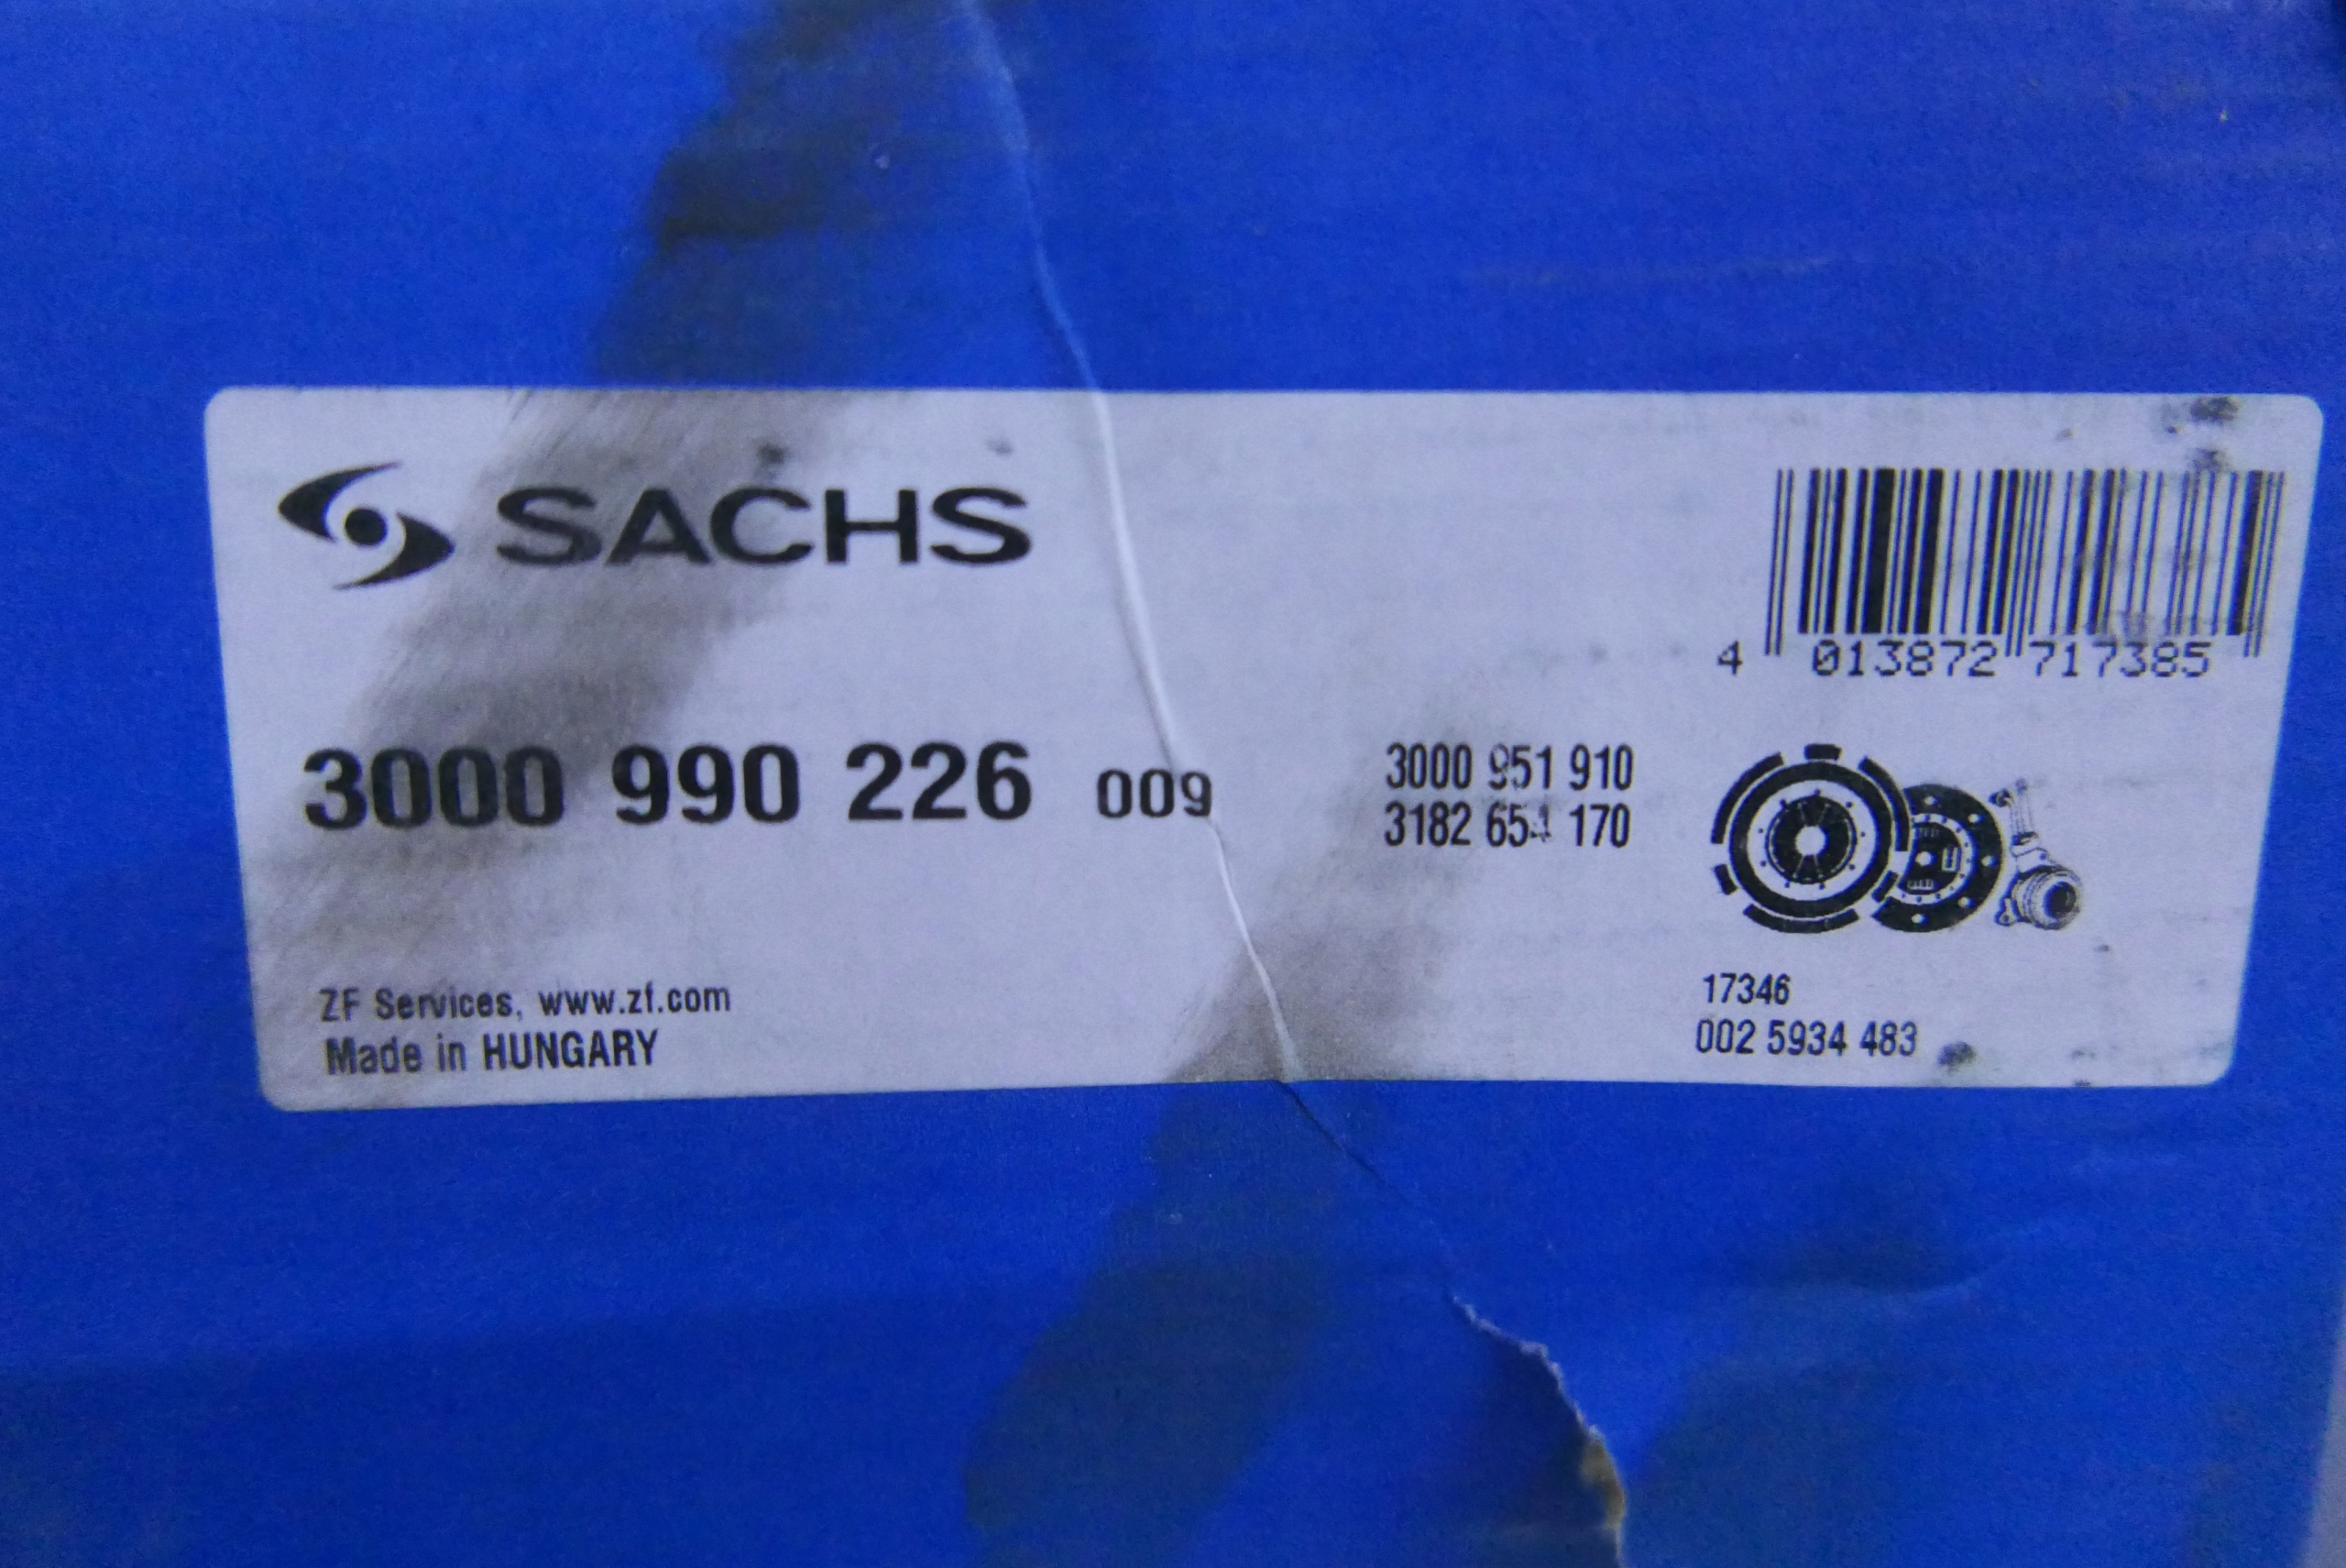 SACHS
4 013872 717385
3000 990 226 009
3000 951 910
3182 654 170
17346
002 5934 483
ZF Services, www.zf.com
Made in HUNGARY